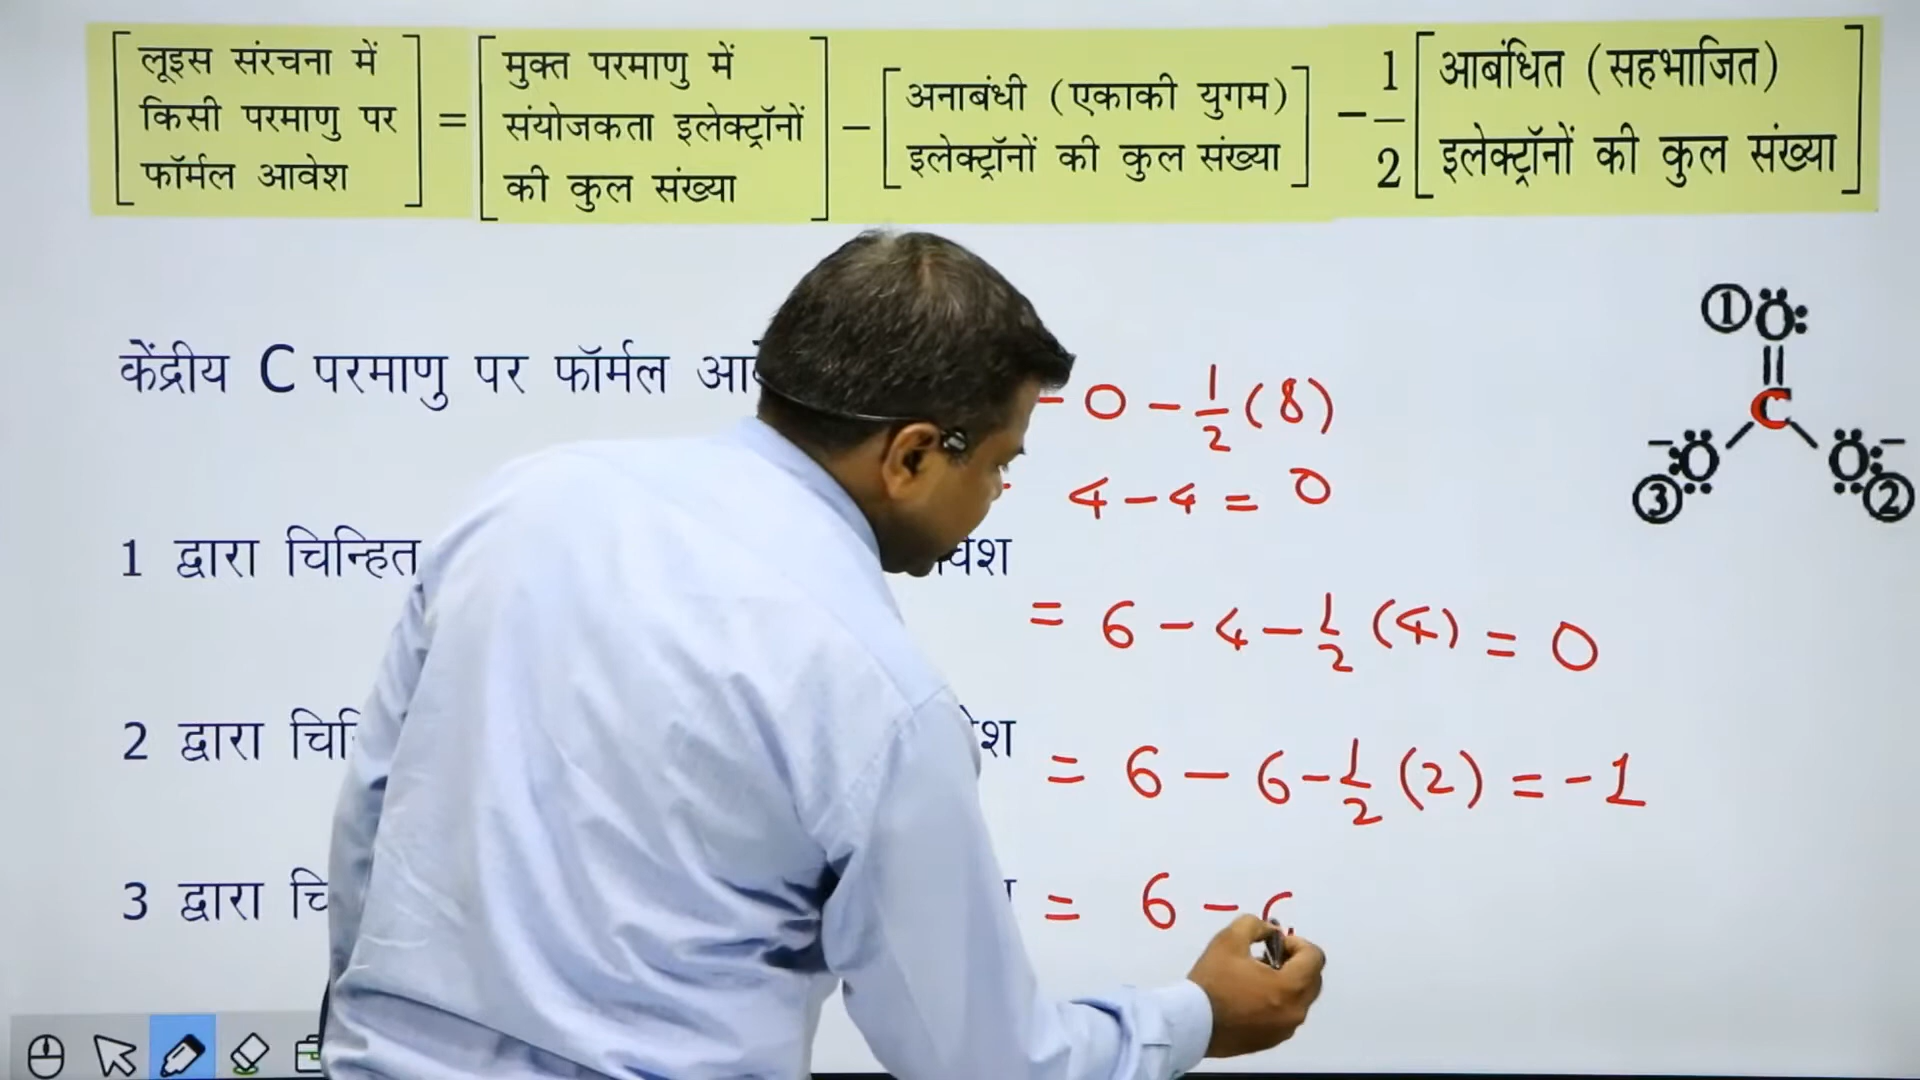 [लूइस संरचना में किसी परमाणु पर फॉर्मल आवेश] = [मुक्त परमाणु में संयोजकता इलेक्ट्रॉनों की कुल संख्या] − [अनाबंधी (एकाकी युगम) इलेक्ट्रॉनों की कुल संख्या] − 1/2 [आबंधित (सहभाजित) इलेक्ट्रॉनों की कुल संख्या]
केंद्रीय C परमाणु पर फॉर्मल − 0 − 1/2 (8)
4 − 4 = 0
1 द्वारा चिन्हित
= 6 − 4 − 1/2 (4) = 0
2 द्वारा = 6 − 6 − 1/2 (2) = −1
3 द्वारा = 6 −
① O
C
③ O
O ②